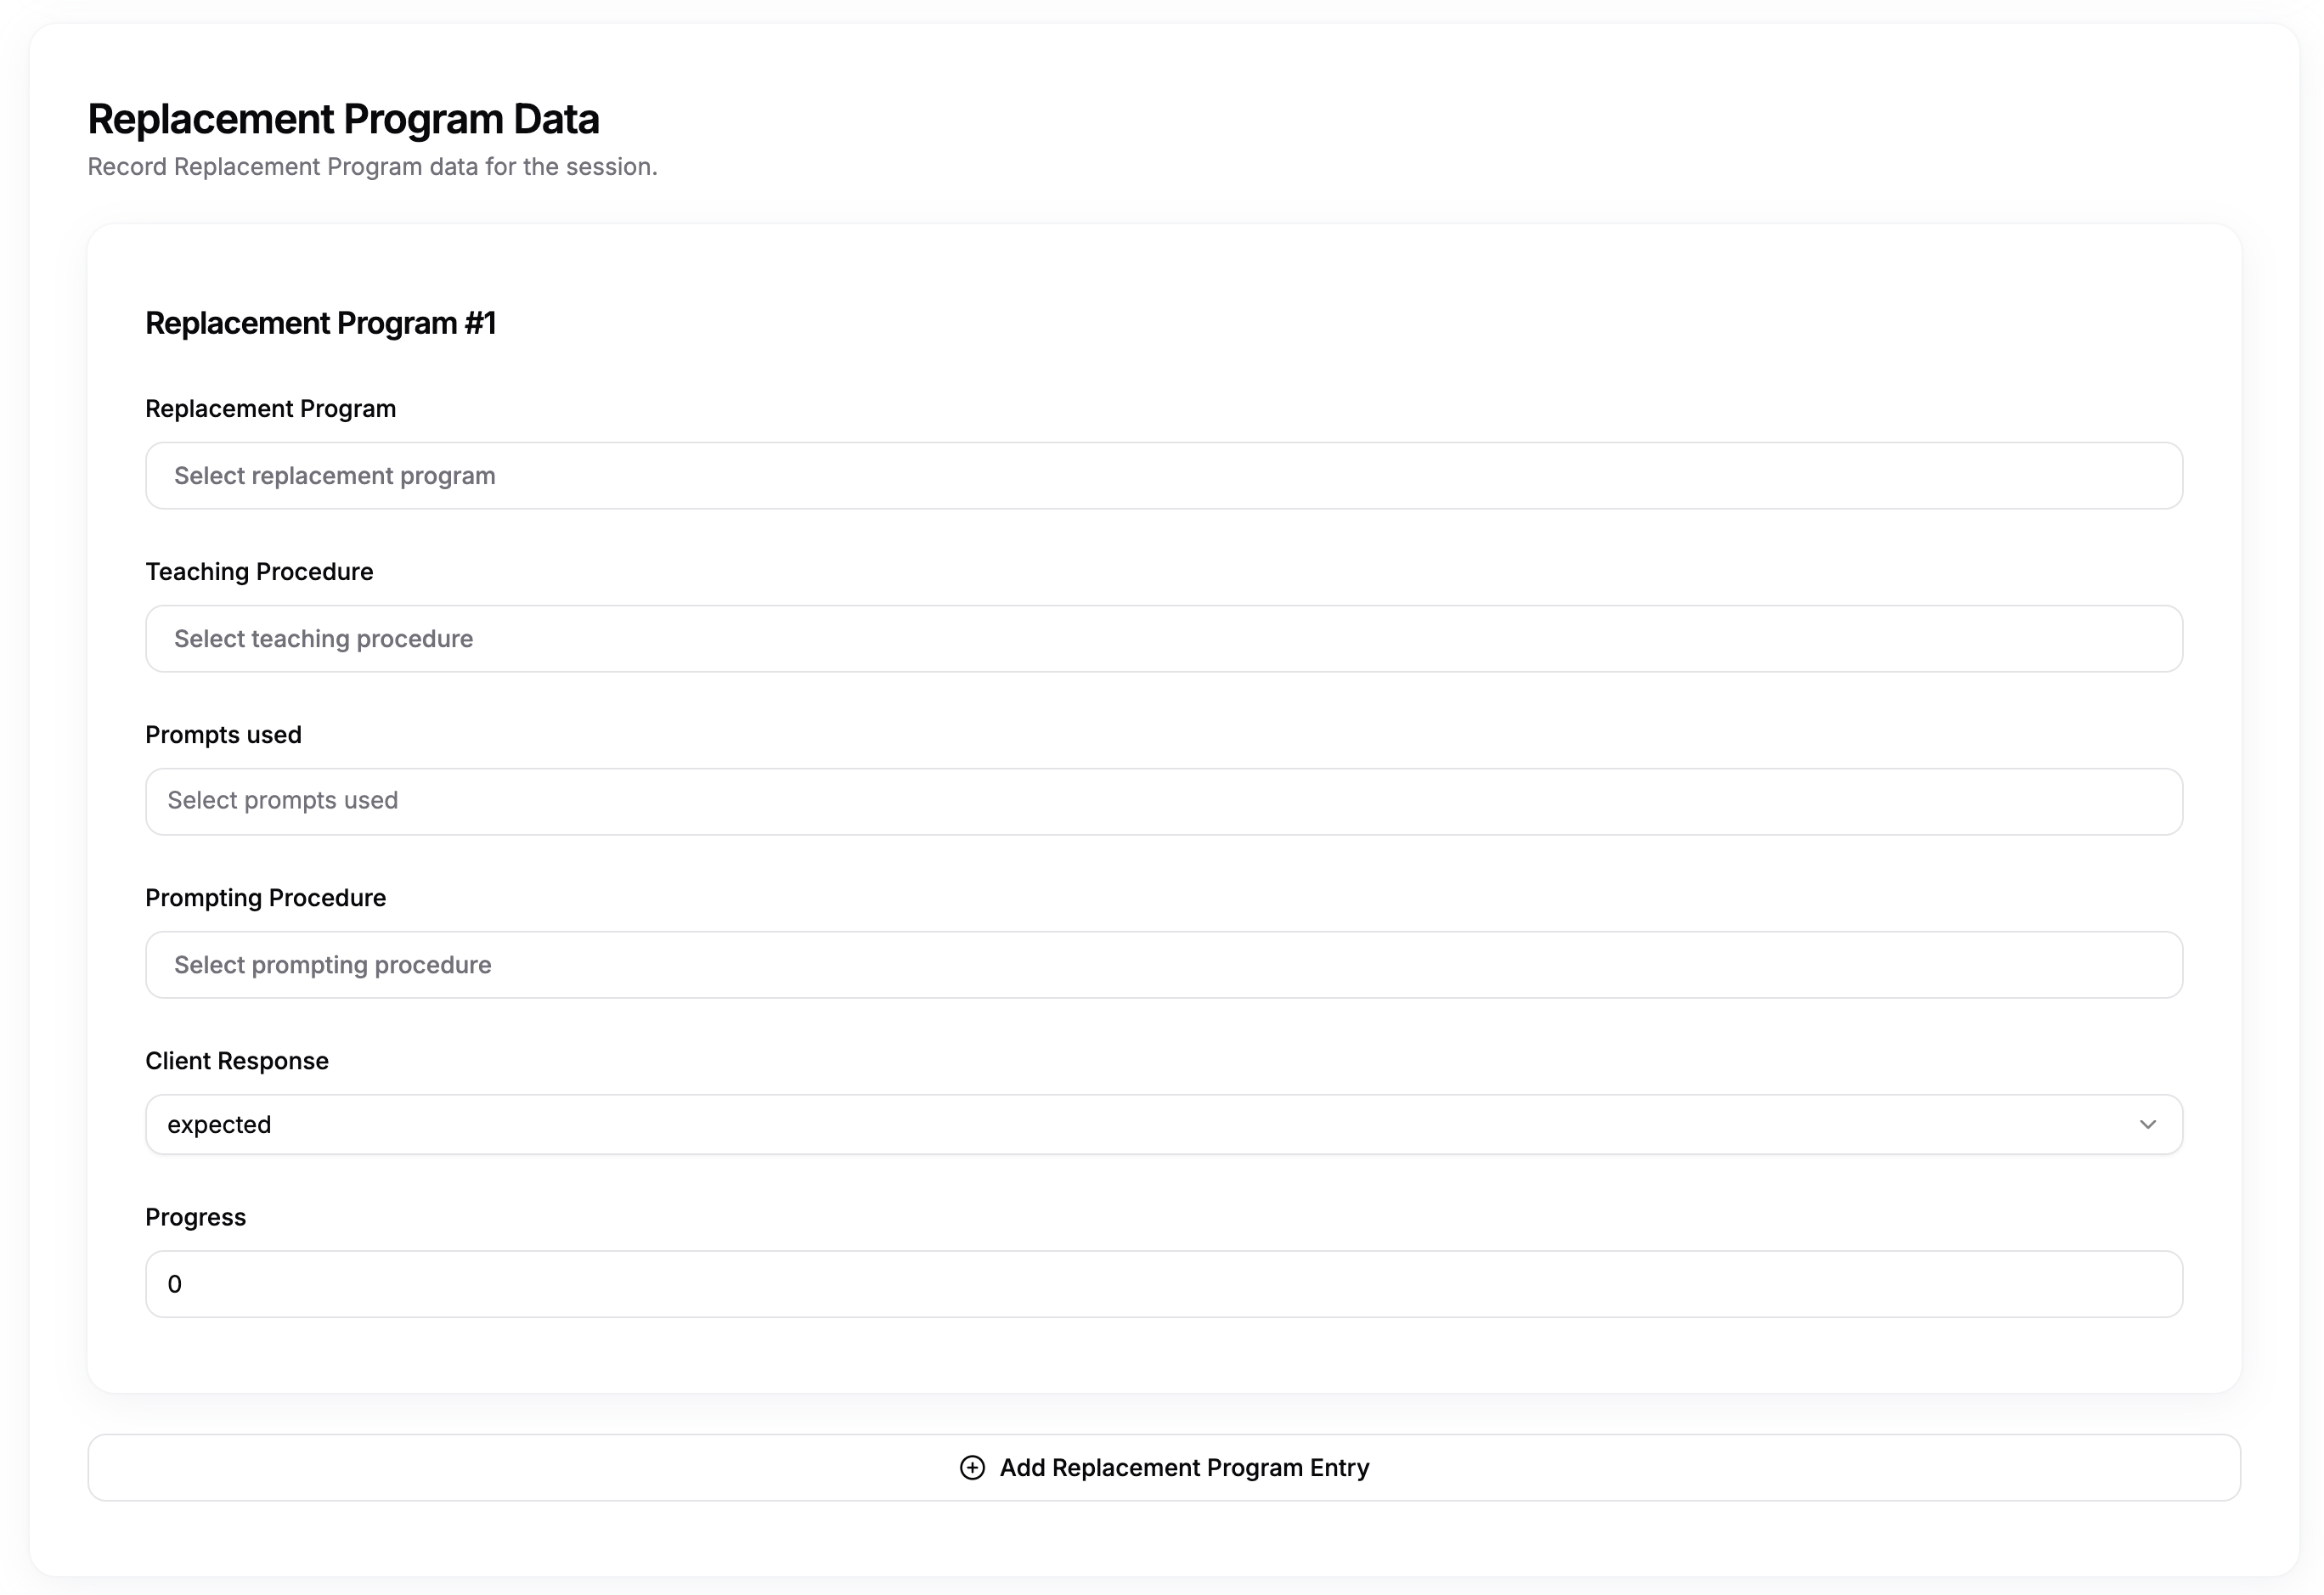 Replacement Program Data
Record Replacement Program data for the session.
Replacement Program #1
Replacement Program
Select replacement program
Teaching Procedure
Select teaching procedure
Prompts used
Select prompts used
Prompting Procedure
Select prompting procedure
Client Response
expected
Progress
0
Add Replacement Program Entry